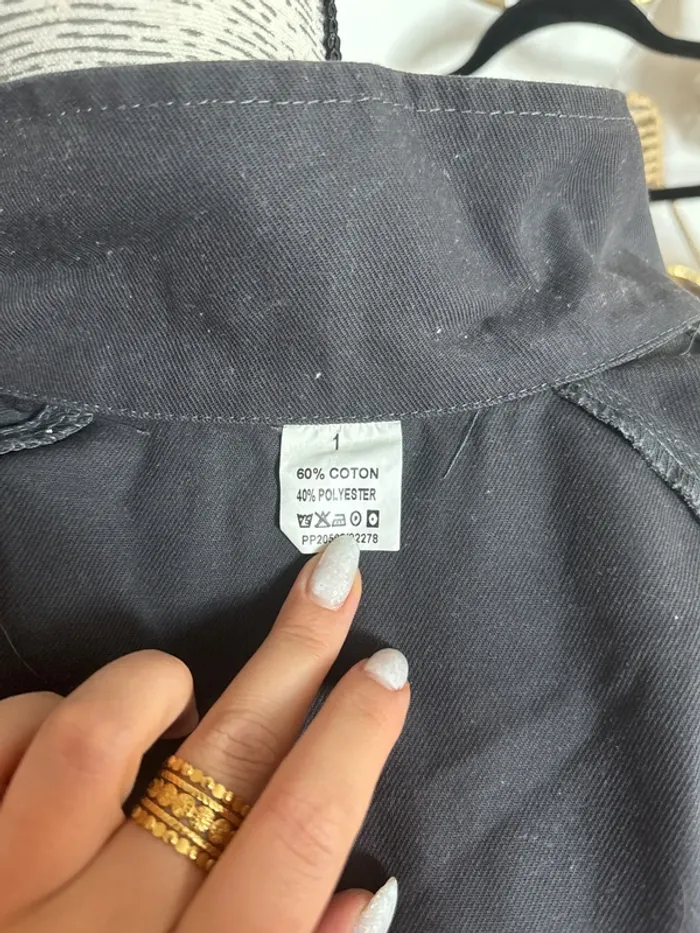 1
60% COTON
40% POLYESTER